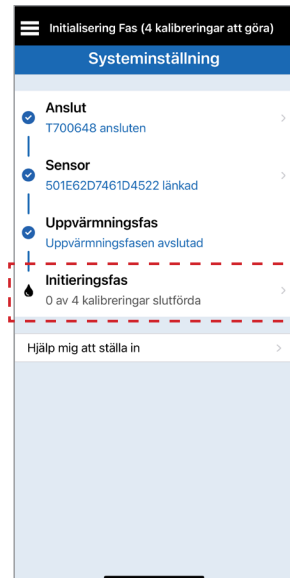 Initialisering Fas (4 kalibreringar att göra)
Systeminställning
Anslut
T700648 ansluten
Sensor
501E62D7461D4522 länkad
Uppvärmningsfas
Uppvärmningsfasen avslutad
Initieringsfas
0 av 4 kalibreringar slutförda
Hjälp mig att ställa in